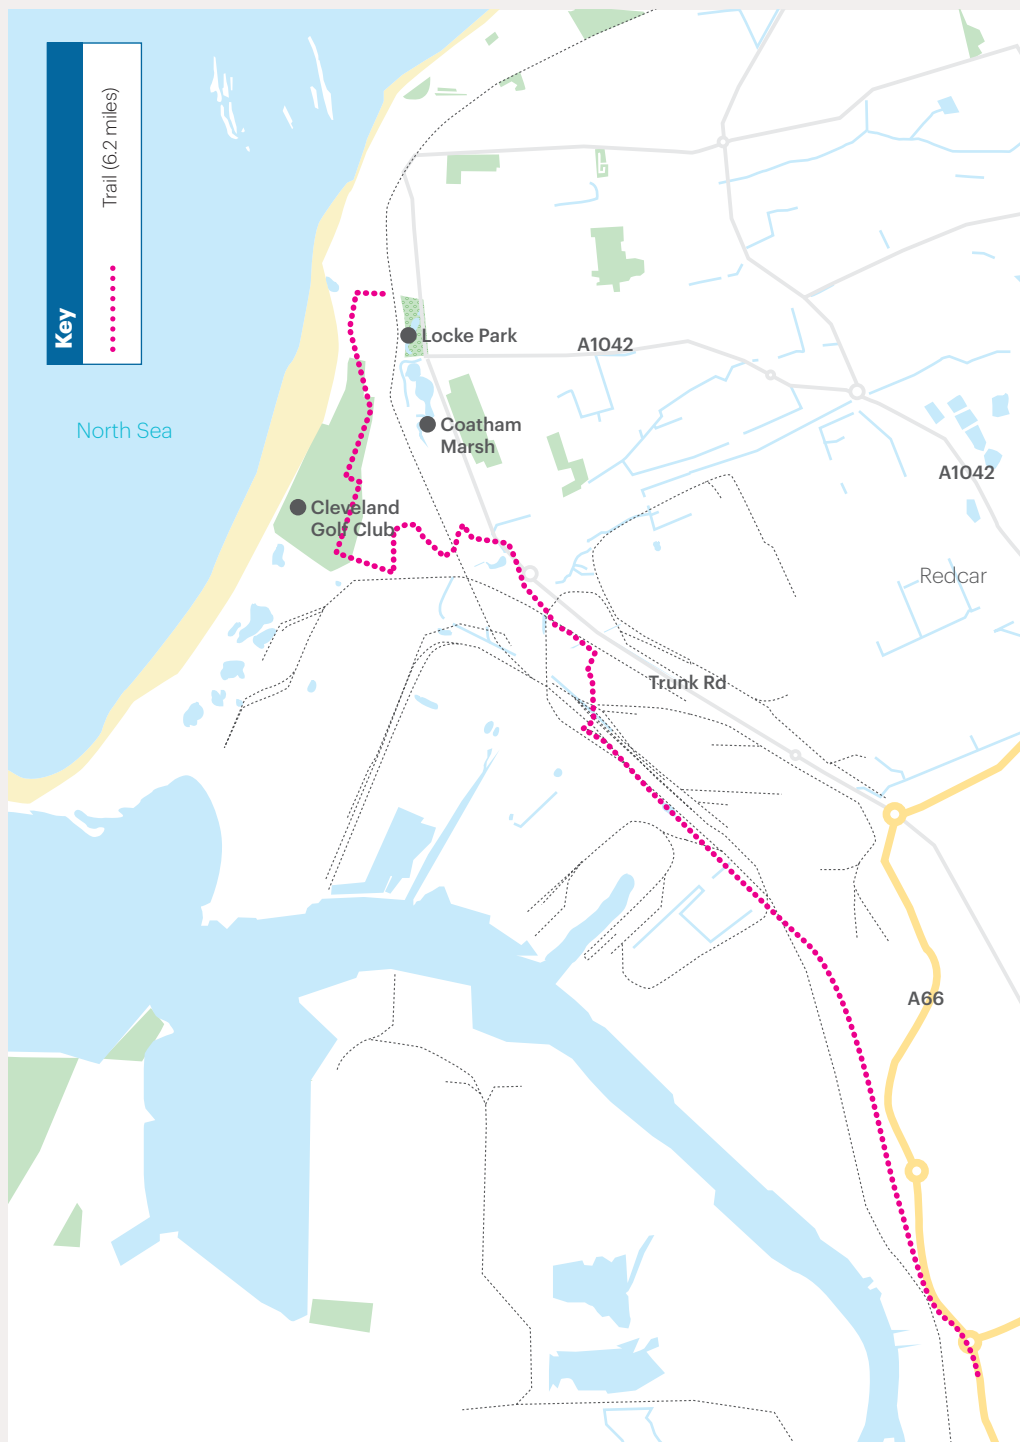 Key
Trail (6.2 miles)
Locke Park
A1042
North Sea
Coatham
Marsh
A1042
Cleveland
Golf Club
Redcar
Trunk Rd
A66